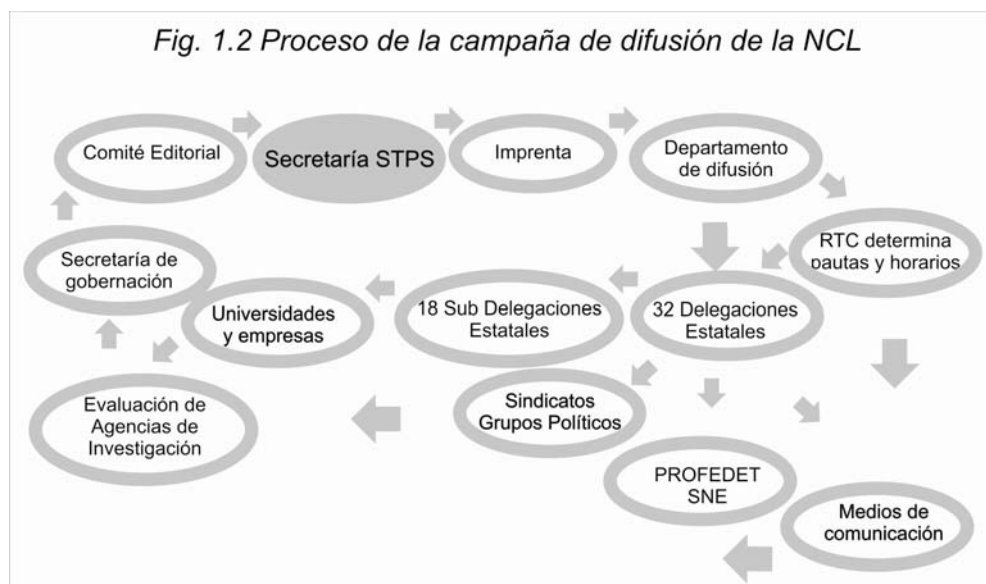 Fig. 1.2 Proceso de la campaña de difusión de la NCL
Comité Editorial
Secretaría STPS
Imprenta
Departamento
de difusión
RTC determina
pautas y horarios
Secretaría de
gobernación
Universidades
y empresas
18 Sub Delegaciones
Estatales
32 Delegaciones
Estatales
Evaluación de
Agencias de
Investigación
Sindicatos
Grupos Políticos
PROFEDET
SNE
Medios de
comunicación